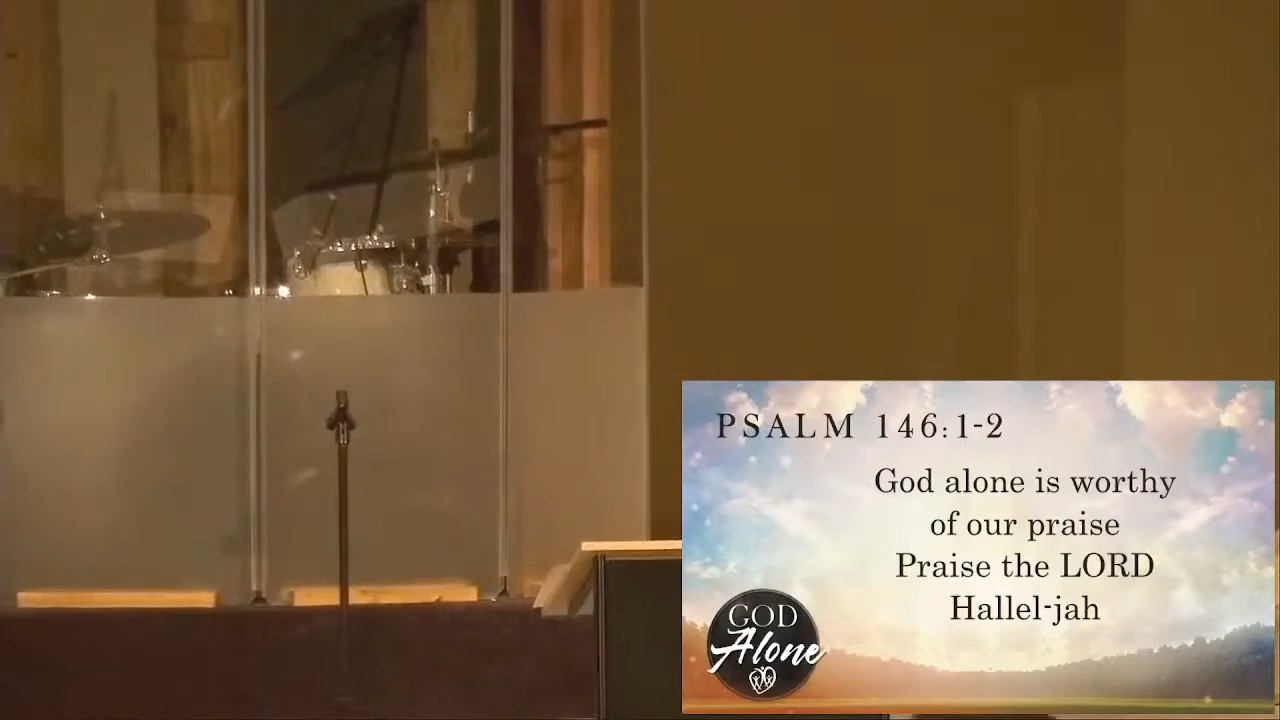 PSALM 146:1-2
God alone is worthy
of our praise
Praise the LORD
Hallel-jah
GOD
Alone